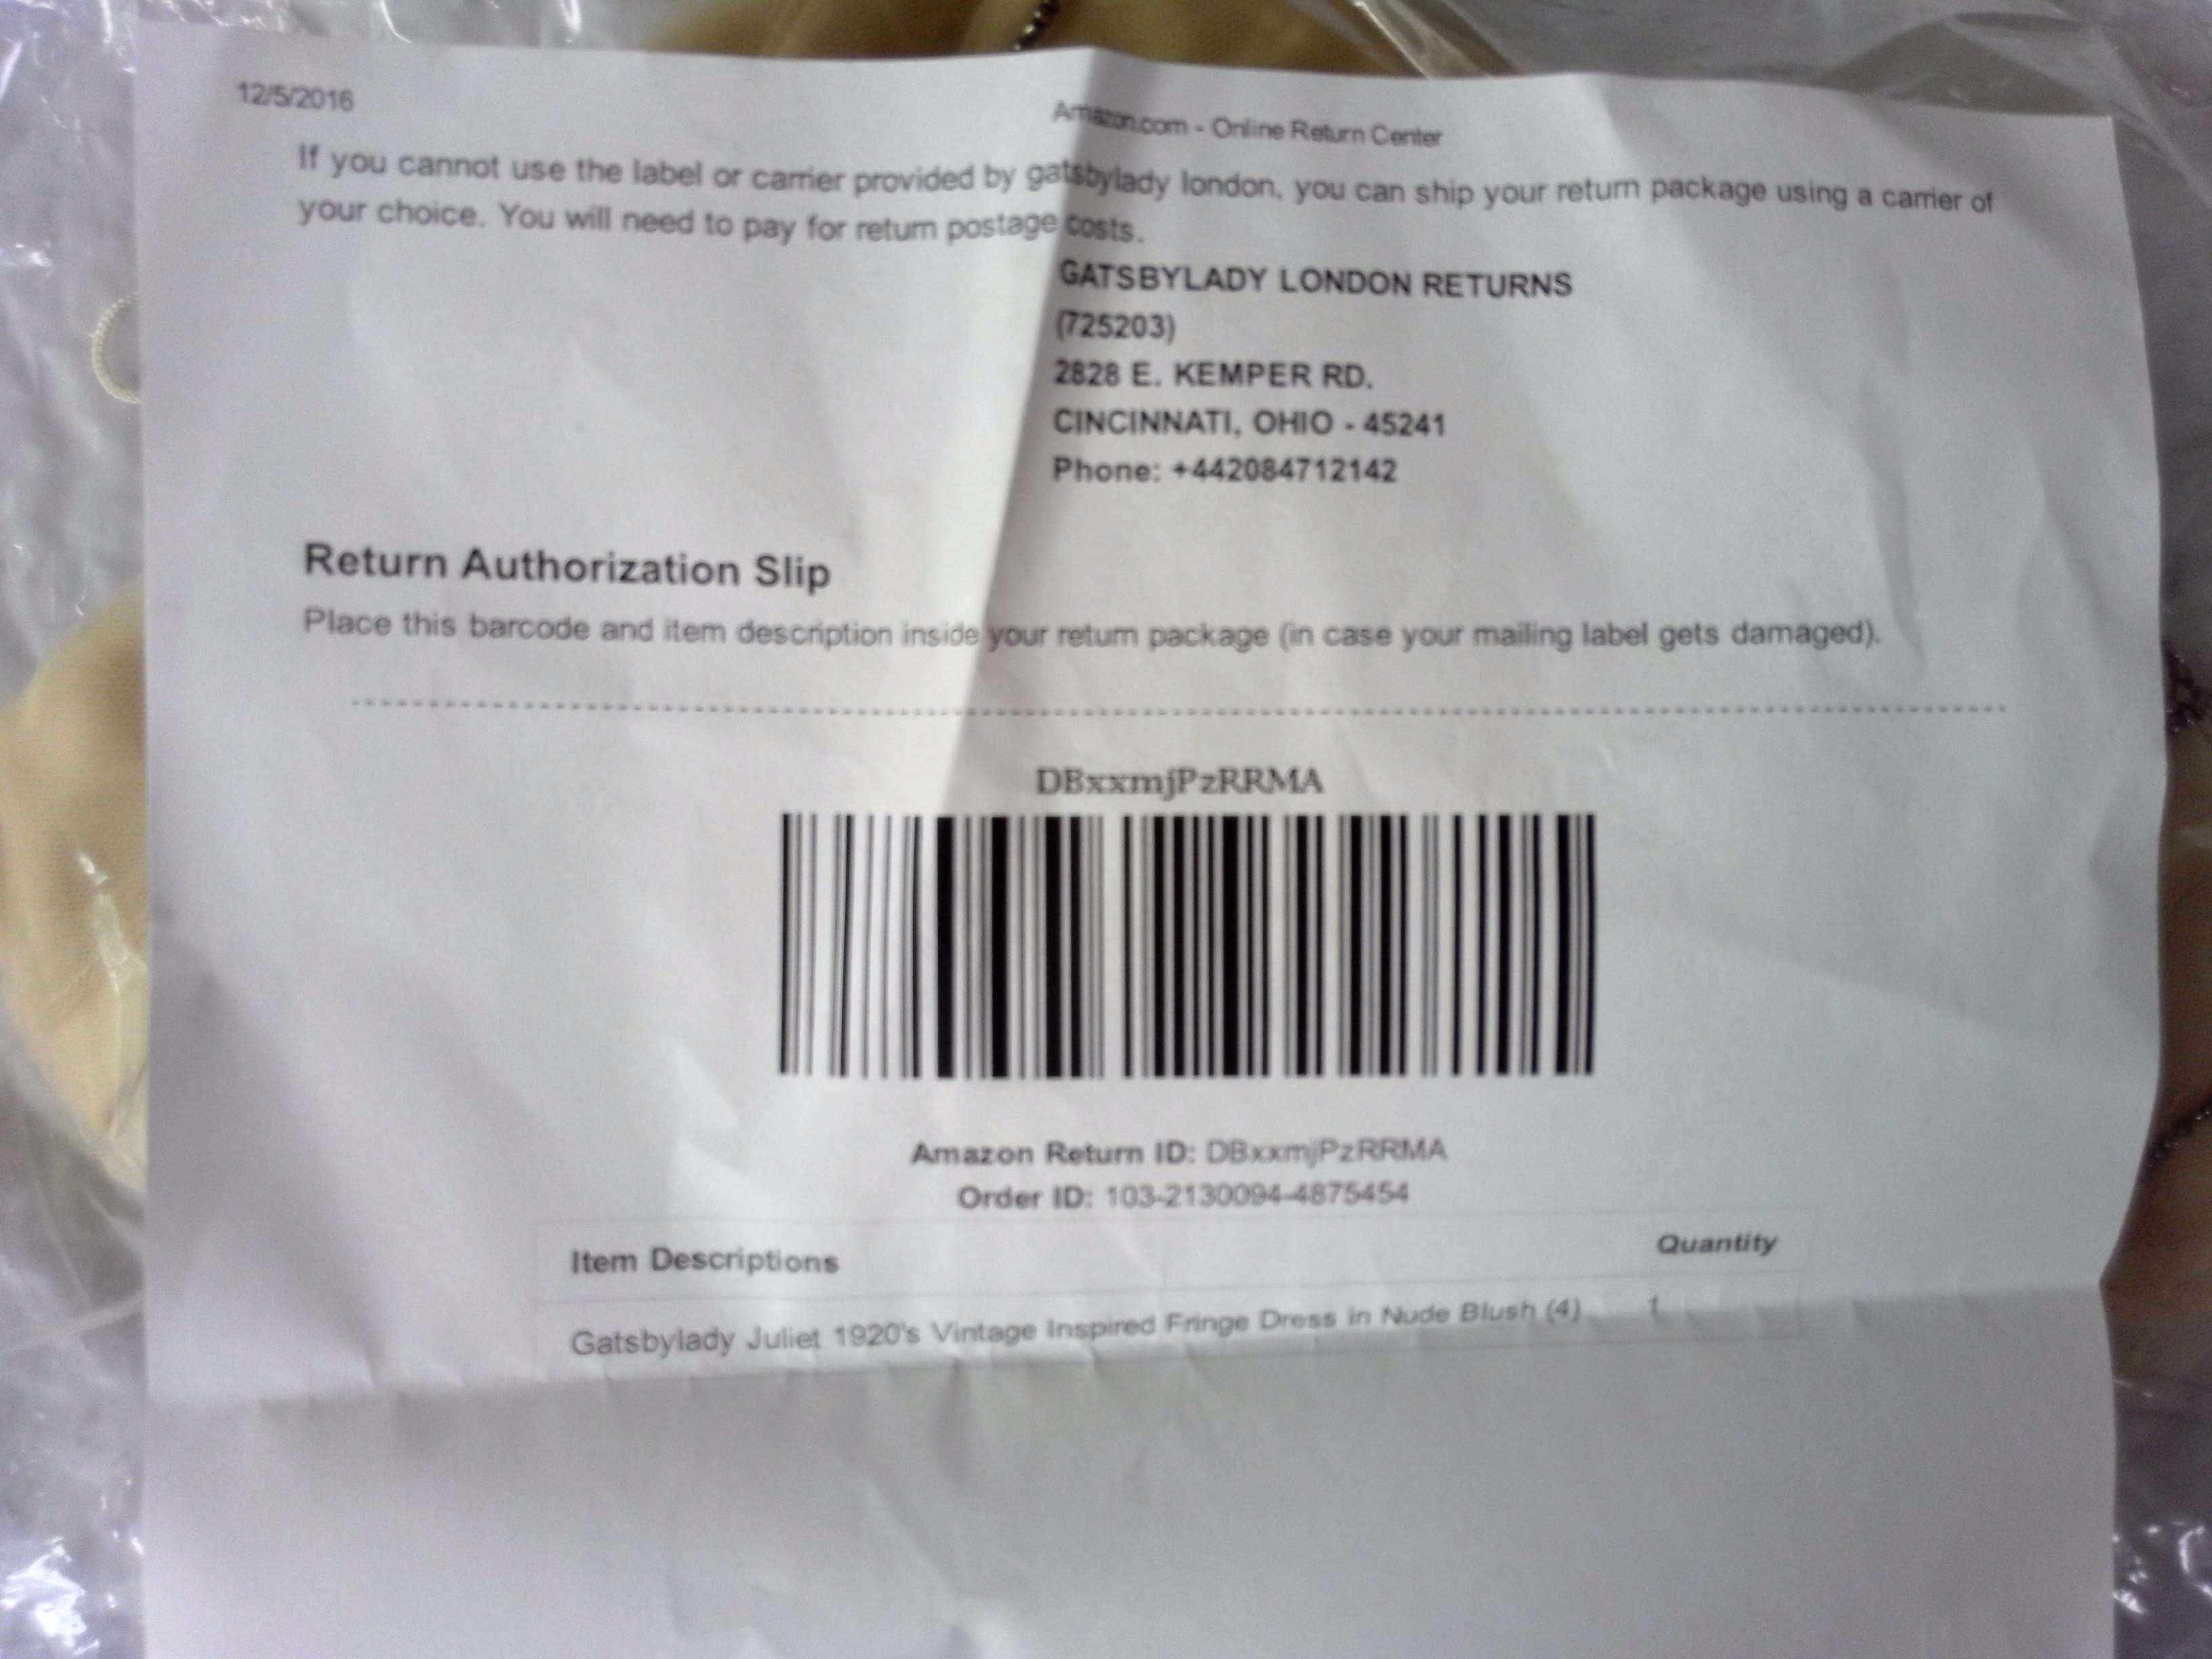 12/5/2016
Amazon.com - Online Return Center
If you cannot use the label or carrier provided by gatsbylady london, you can ship your return package using a carrier of
your choice. You will need to pay for return postage costs.
GATSBYLADY LONDON RETURNS
(725203)
2828 E. KEMPER RD.
CINCINNATI, OHIO - 45241
Phone: +442084712142
Return Authorization Slip
Place this barcode and item description inside your return package (in case your mailing label gets damaged).
DBxxmjPzRRMA
Amazon Return ID: DBxxmjPzRRMA
Order ID: 103-2130094-4875454
Item Descriptions Quantity
Gatsbylady Juliet 1920's Vintage Inspired Fringe Dress in Nude Blush (4) 1